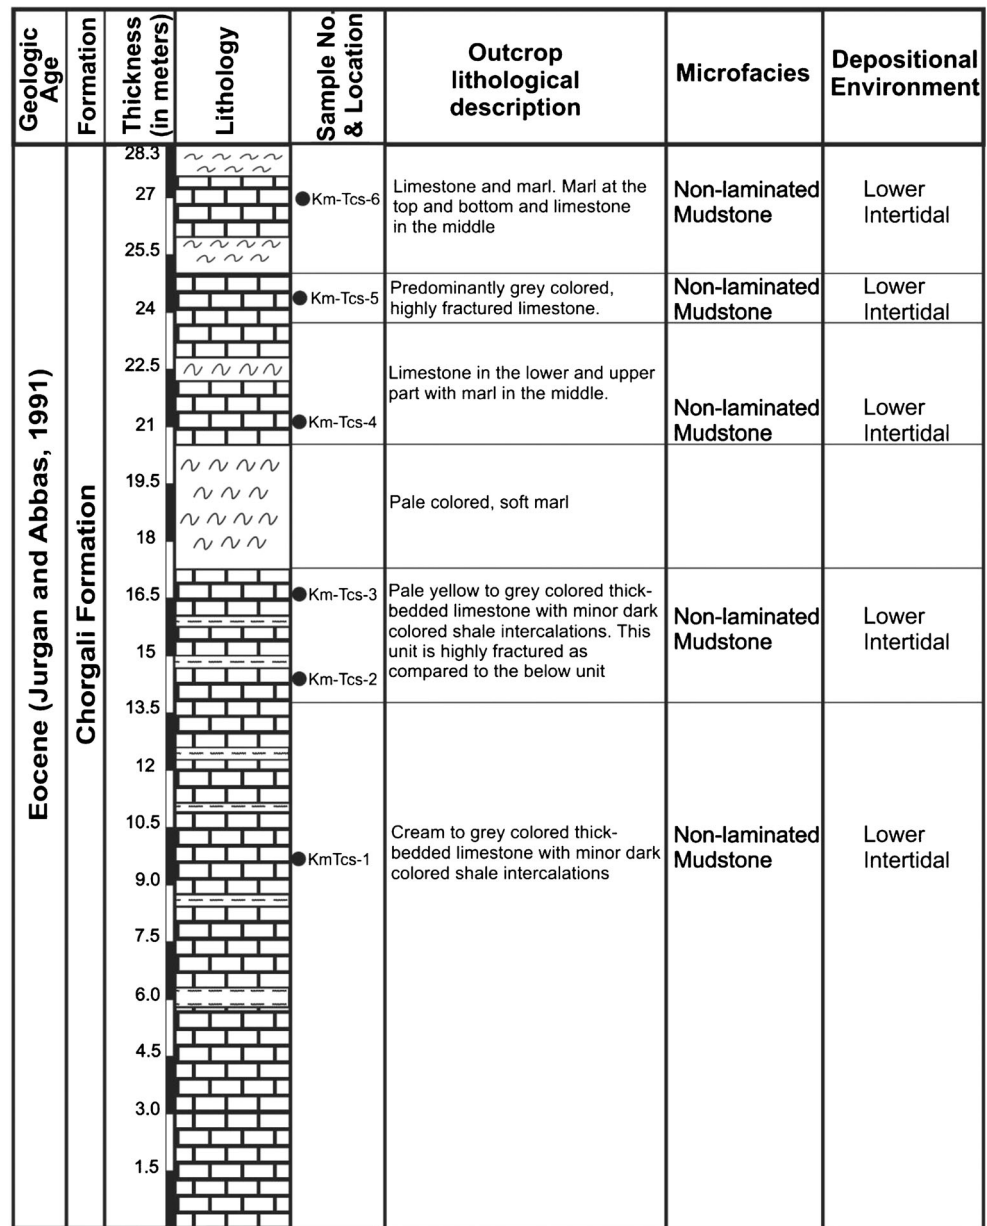 Geologic
Age
Formation
Thickness
(in meters)
Lithology
Sample No.
& Location
Outcrop
lithological
description
Microfacies
Depositional
Environment
Eocene (Jurgan and Abbas, 1991)
Chorgali Formation
28.3
27
25.5
24
22.5
21
19.5
18
16.5
15
13.5
12
10.5
9.0
7.5
6.0
4.5
3.0
1.5
Km-Tcs-6
Limestone and marl. Marl at the
top and bottom and limestone
in the middle
Non-laminated
Mudstone
Lower
Intertidal
Km-Tcs-5
Predominantly grey colored,
highly fractured limestone.
Non-laminated
Mudstone
Lower
Intertidal
Limestone in the lower and upper
part with marl in the middle.
Km-Tcs-4
Non-laminated
Mudstone
Lower
Intertidal
Pale colored, soft marl
Km-Tcs-3
Km-Tcs-2
Pale yellow to grey colored thick-
bedded limestone with minor dark
colored shale intercalations. This
unit is highly fractured as
compared to the below unit
Non-laminated
Mudstone
Lower
Intertidal
KmTcs-1
Cream to grey colored thick-
bedded limestone with minor dark
colored shale intercalations
Non-laminated
Mudstone
Lower
Intertidal